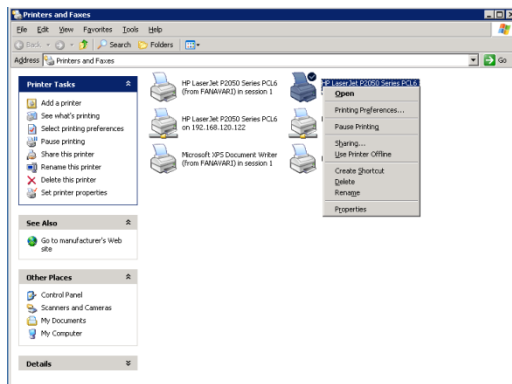 Printers and Faxes
File Edit View Favorites Tools Help
Back Search Folders
Address Printers and Faxes Go
Printer Tasks
Add a printer
See what's printing
Select printing preferences
Pause printing
Share this printer
Rename this printer
Delete this printer
Set printer properties
See Also
Go to manufacturer's Web
site
Other Places
Control Panel
Scanners and Cameras
My Documents
My Computer
Details
HP LaserJet P2050 Series PCL6
(from FANAVARI) in session 1
HP LaserJet P2050 Series PCL6
HP LaserJet P2050 Series PCL6
on 192.168.120.122
Microsoft XPS Document Writer
(from FANAVARI) in session 1
Open
Printing Preferences...
Pause Printing
Sharing...
Use Printer Offline
Create Shortcut
Delete
Rename
Properties